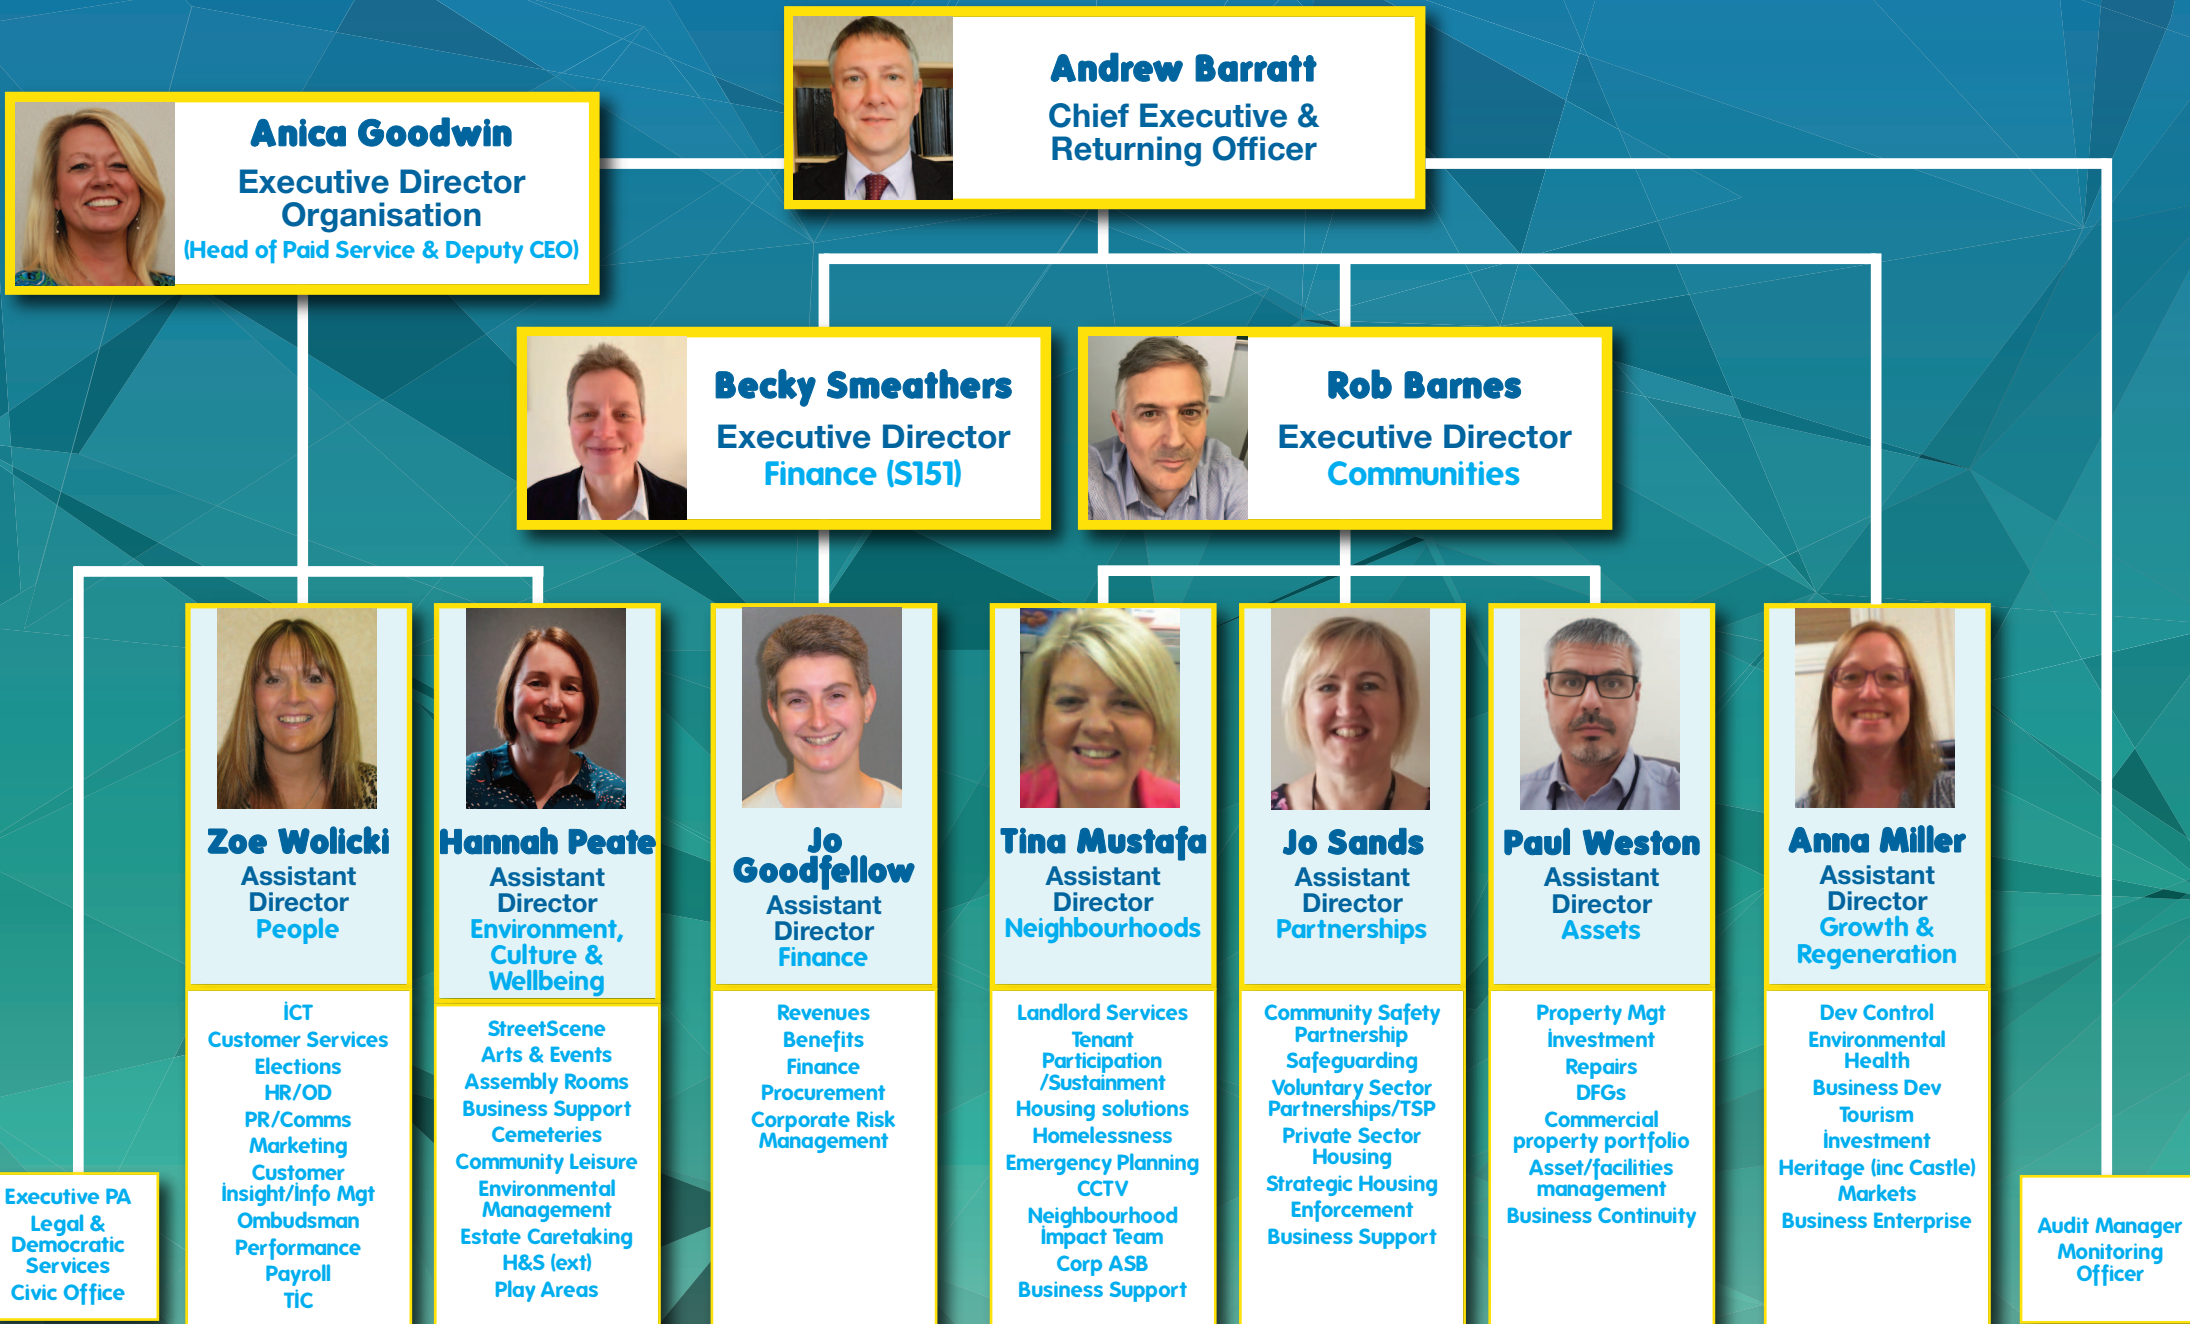 Andrew Barratt
Chief Executive &
Returning Officer
Anica Goodwin
Executive Director
Organisation
(Head of Paid Service & Deputy CEO)
Becky Smeathers
Executive Director
Finance (S151)
Rob Barnes
Executive Director
Communities
Zoe Wolicki
Assistant
Director
People
ICT
Customer Services
Elections
HR/OD
PR/Comms
Marketing
Customer
Insight/Info Mgt
Ombudsman
Performance
Payroll
TIC
Hannah Peate
Assistant
Director
Environment,
Culture &
Wellbeing
StreetScene
Arts & Events
Assembly Rooms
Business Support
Cemeteries
Community Leisure
Environmental
Management
Estate Caretaking
H&S (ext)
Play Areas
Jo
Goodfellow
Assistant
Director
Finance
Revenues
Benefits
Finance
Procurement
Corporate Risk
Management
Tina Mustafa
Assistant
Director
Neighbourhoods
Landlord Services
Tenant
Participation
/Sustainment
Housing solutions
Homelessness
Emergency Planning
CCTV
Neighbourhood
Impact Team
Corp ASB
Business Support
Jo Sands
Assistant
Director
Partnerships
Community Safety
Partnership
Safeguarding
Voluntary Sector
Partnerships/TSP
Private Sector
Housing
Strategic Housing
Enforcement
Business Support
Paul Weston
Assistant
Director
Assets
Property Mgt
Investment
Repairs
DFGs
Commercial
property portfolio
Asset/facilities
management
Business Continuity
Anna Miller
Assistant
Director
Growth &
Regeneration
Dev Control
Environmental
Health
Business Dev
Tourism
Investment
Heritage (inc Castle)
Markets
Business Enterprise
Executive PA
Legal &
Democratic
Services
Civic Office
Audit Manager
Monitoring
Officer